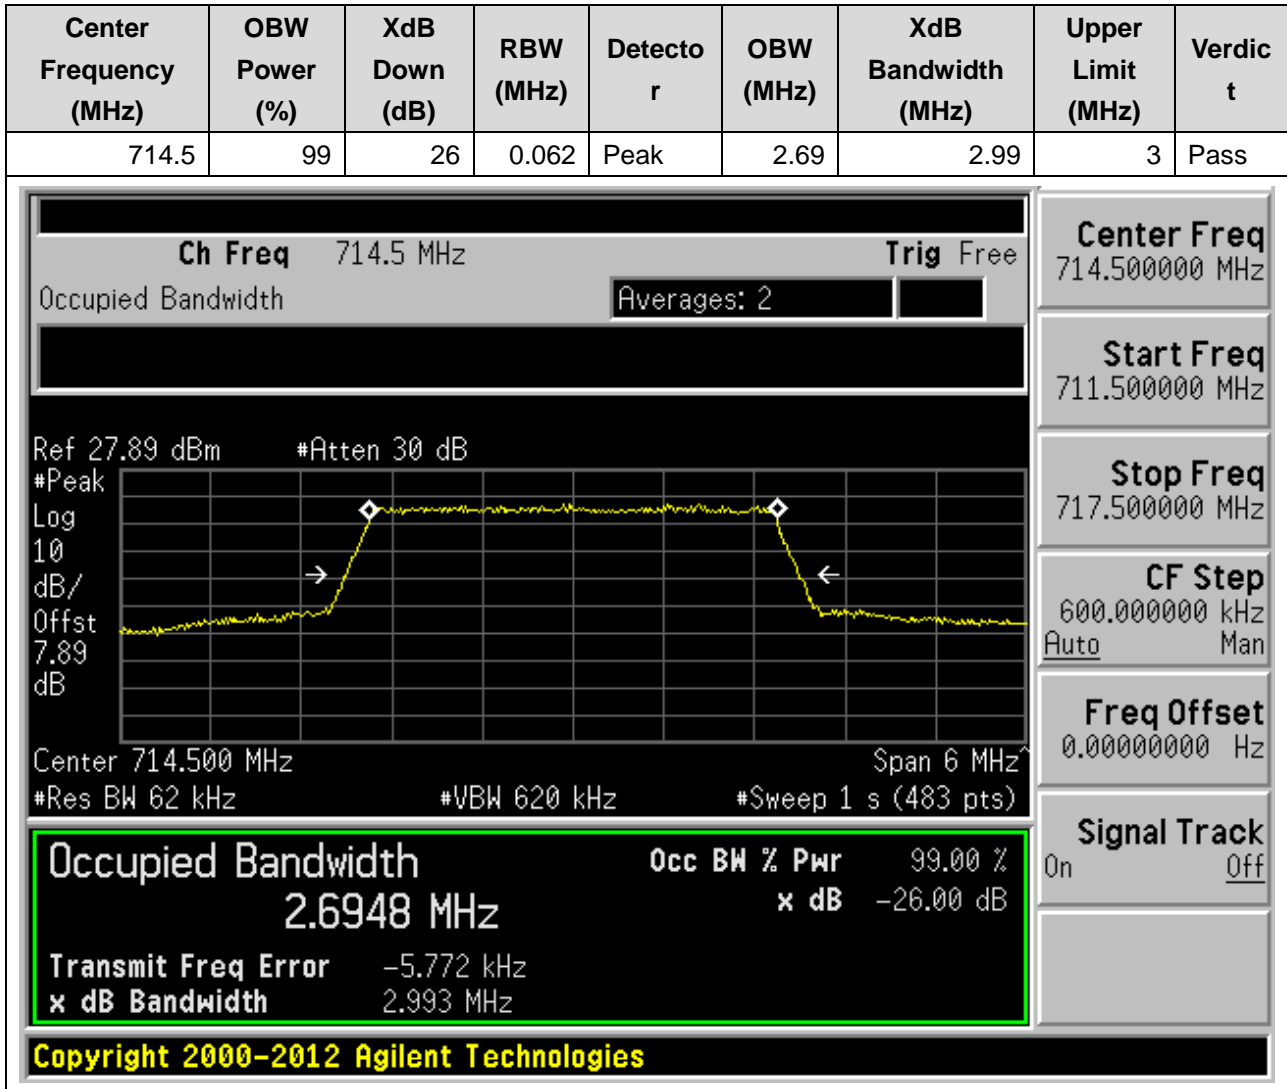 Center Frequency (MHz) OBW Power (%) XdB Down (dB) RBW (MHz) Detecto r OBW (MHz) XdB Bandwidth (MHz) Upper Limit (MHz) Verdic t
714.5 99 26 0.062 Peak 2.69 2.99 3 Pass
Ch Freq 714.5 MHz Trig Free
Occupied Bandwidth Averages: 2
Ref 27.89 dBm #Atten 30 dB
#Peak
Log
10
dB/
Offst
7.89
dB
Center 714.500 MHz Span 6 MHz^
#Res BW 62 kHz #VBW 620 kHz #Sweep 1 s (483 pts)
Occupied Bandwidth Occ BW % Pwr 99.00 %
2.6948 MHz x dB -26.00 dB
Transmit Freq Error -5.772 kHz
x dB Bandwidth 2.993 MHz
Copyright 2000-2012 Agilent Technologies
Center Freq
714.500000 MHz
Start Freq
711.500000 MHz
Stop Freq
717.500000 MHz
CF Step
600.000000 kHz
Auto Man
Freq Offset
0.00000000 Hz
Signal Track
On Off